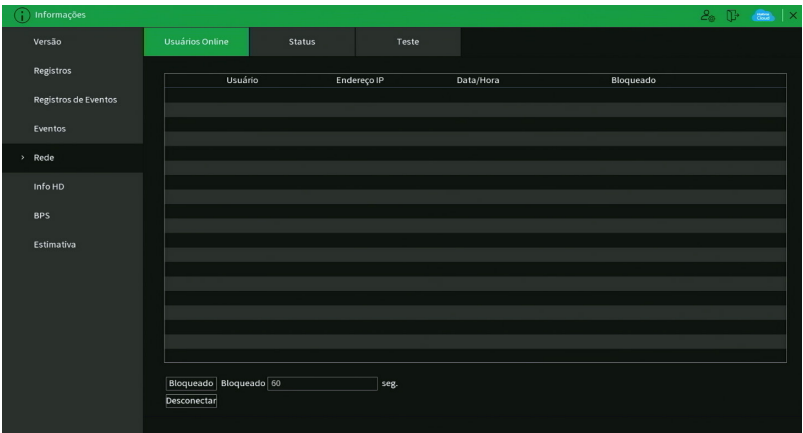 Informações
Versão
Registros
Registros de Eventos
Eventos
Rede
Info HD
BPS
Estimativa
Usuários Online Status Teste
Usuário Endereço IP Data/Hora Bloqueado
Bloqueado Bloqueado 60 seg.
Desconectar